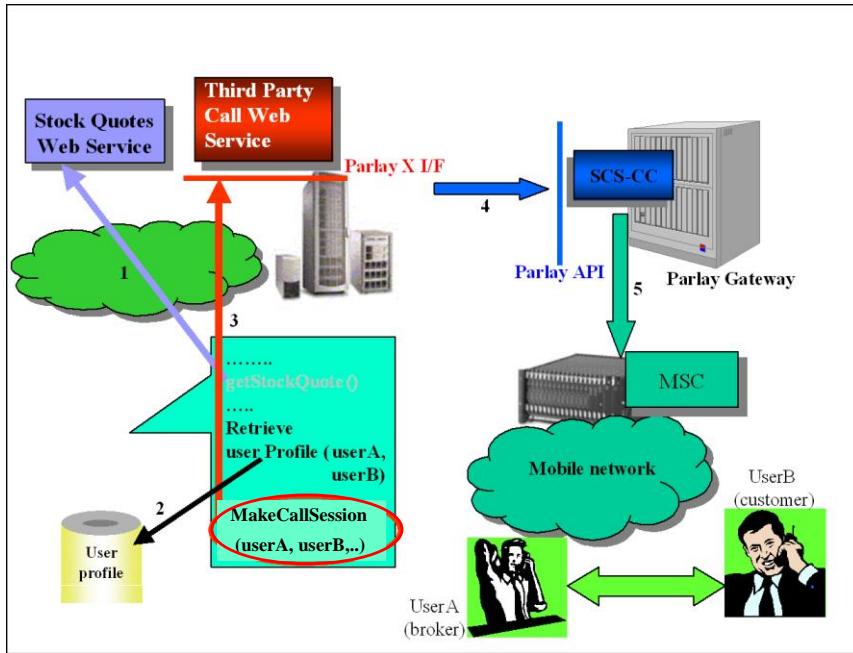 Stock Quotes
Web Service
Third Party
Call Web
Service
Parlay X I/F
SCS-CC
4
Parlay API
Parlay Gateway
1
5
3
........
getStockQuote()
.....
Retrieve
user Profile (userA,
userB)
MakeCallSession
(userA, userB,..)
2
User
profile
MSC
Mobile network
UserB
(customer)
UserA
(broker)